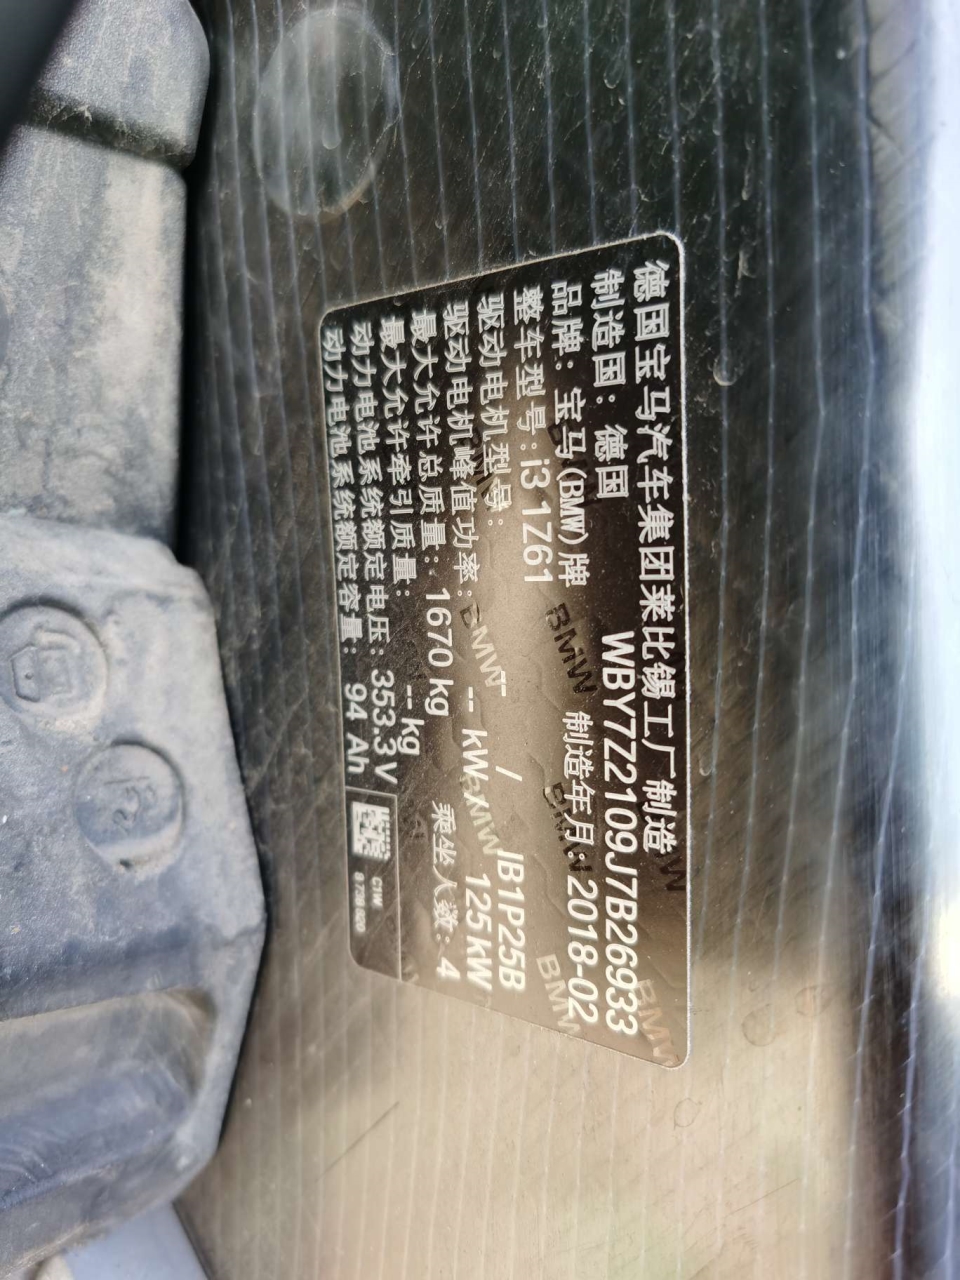 德国宝马汽车集团莱比锡工厂制造
WBY7Z2109J7B26933
制造国：德国
品牌：宝马(BMW)牌 制造年月：2018-02
整车型号：i3 1Z61
驱动电机型号： -- / IB1P25B
驱动电机峰值功率： -- kW / 125 kW
最大允许总质量：1670 kg 乘坐人数：4
最大允许牵引质量： -- kg
动力电池系统额定电压：353.3 V
动力电池系统额定容量：94 Ah
BMW BMW BMW BMW